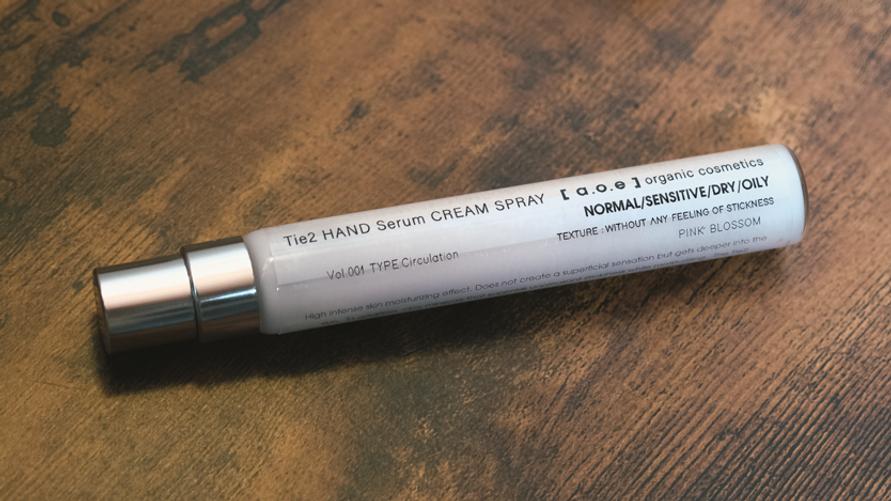 Tie2 HAND Serum CREAM SPRAY
Vol.001 TYPE Circulation
[ a.o.e ] organic cosmetics
NORMAL/SENSITIVE/DRY/OILY
TEXTURE : WITHOUT ANY FEELING OF STICKNESS
PINK BLOSSOM
High intense skin moisturizing effect. Does not create a superficial sensation but gets deeper into the